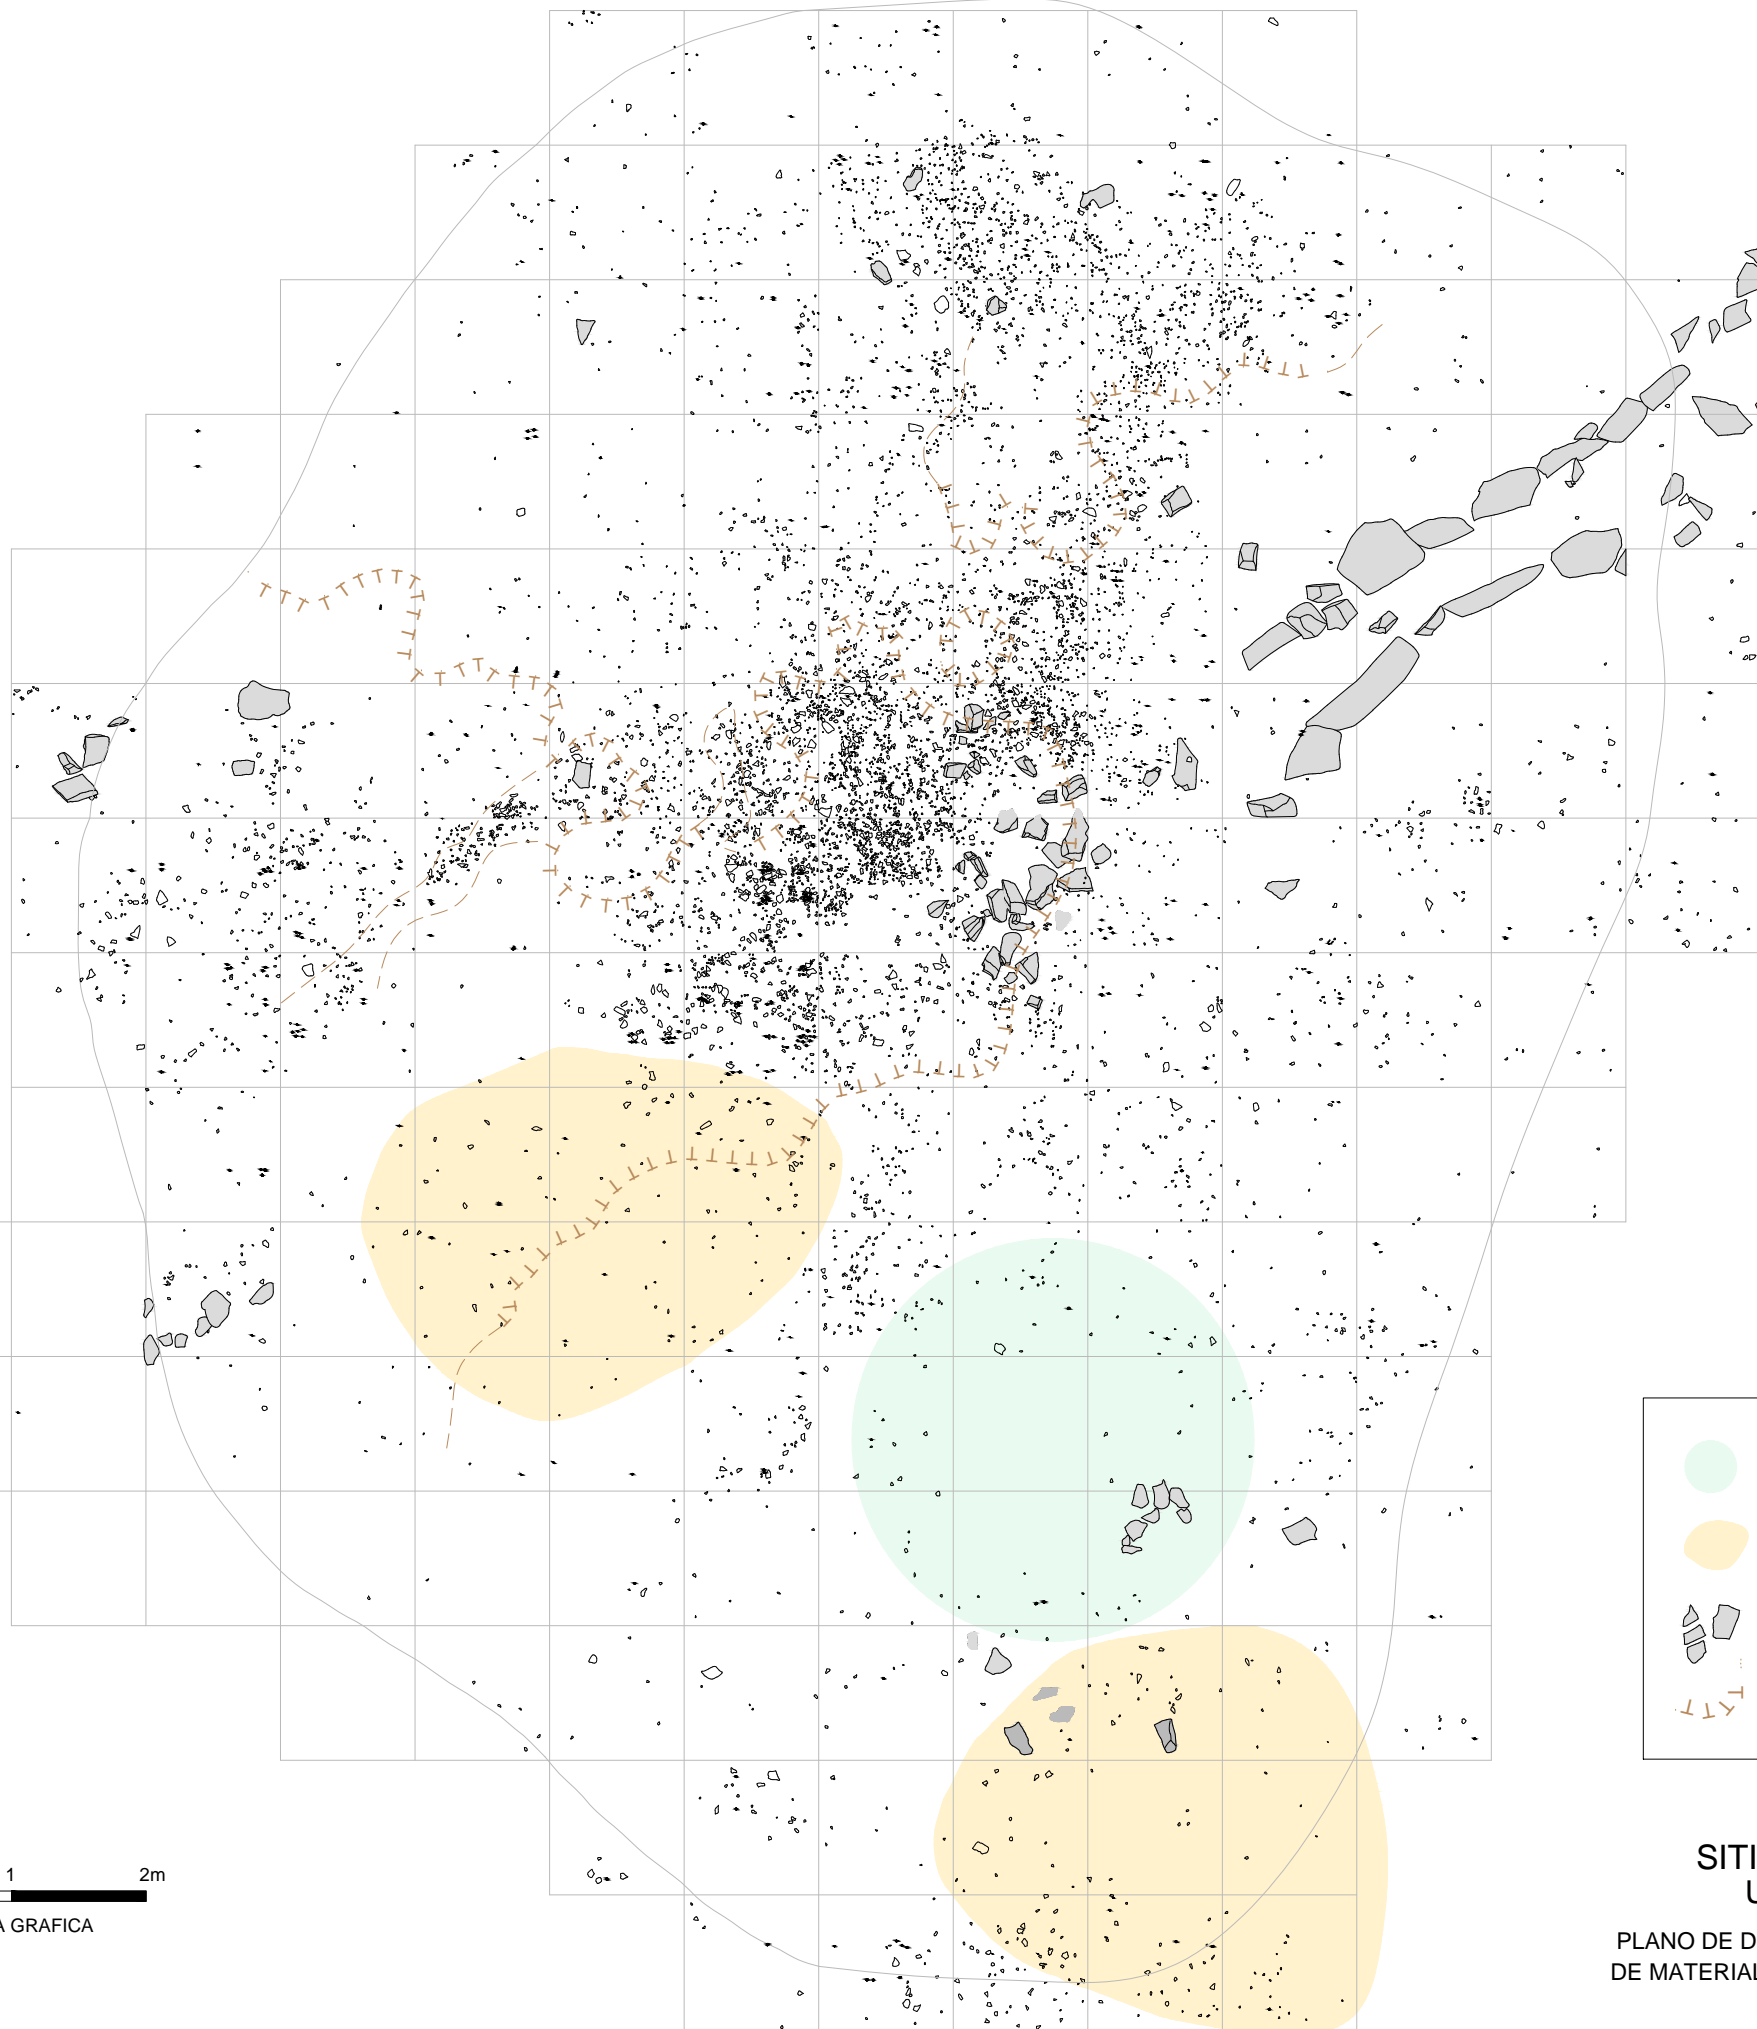 1 2m
A GRAFICA
SITI
U
PLANO DE D
DE MATERIAL